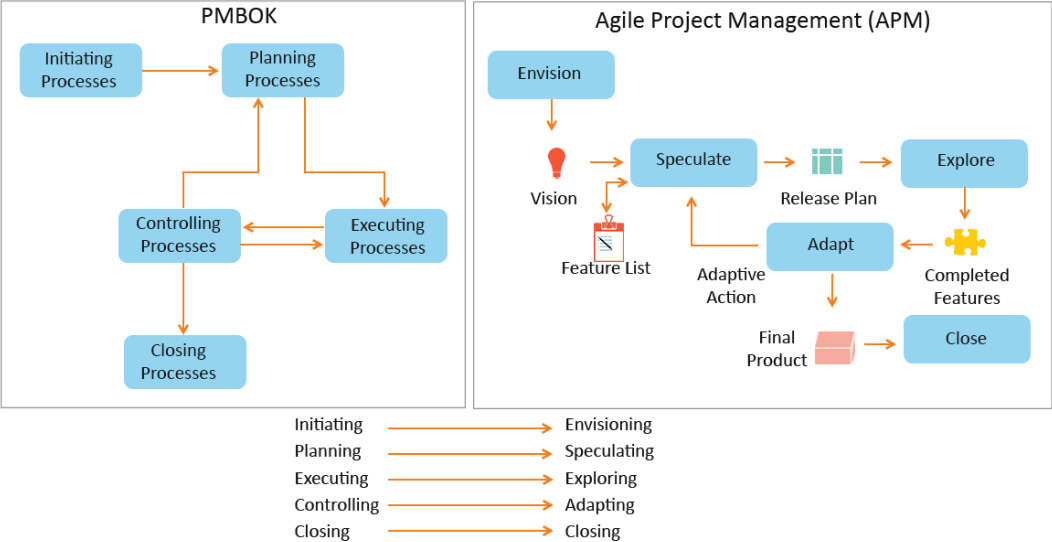 PMBOK
Initiating
Processes
Planning
Processes
Controlling
Processes
Executing
Processes
Closing
Processes
Agile Project Management (APM)
Envision
Vision
Speculate
Feature List
Release Plan
Explore
Adapt
Adaptive
Action
Completed
Features
Final
Product
Close
Initiating
Envisioning
Planning
Speculating
Executing
Exploring
Controlling
Adapting
Closing
Closing